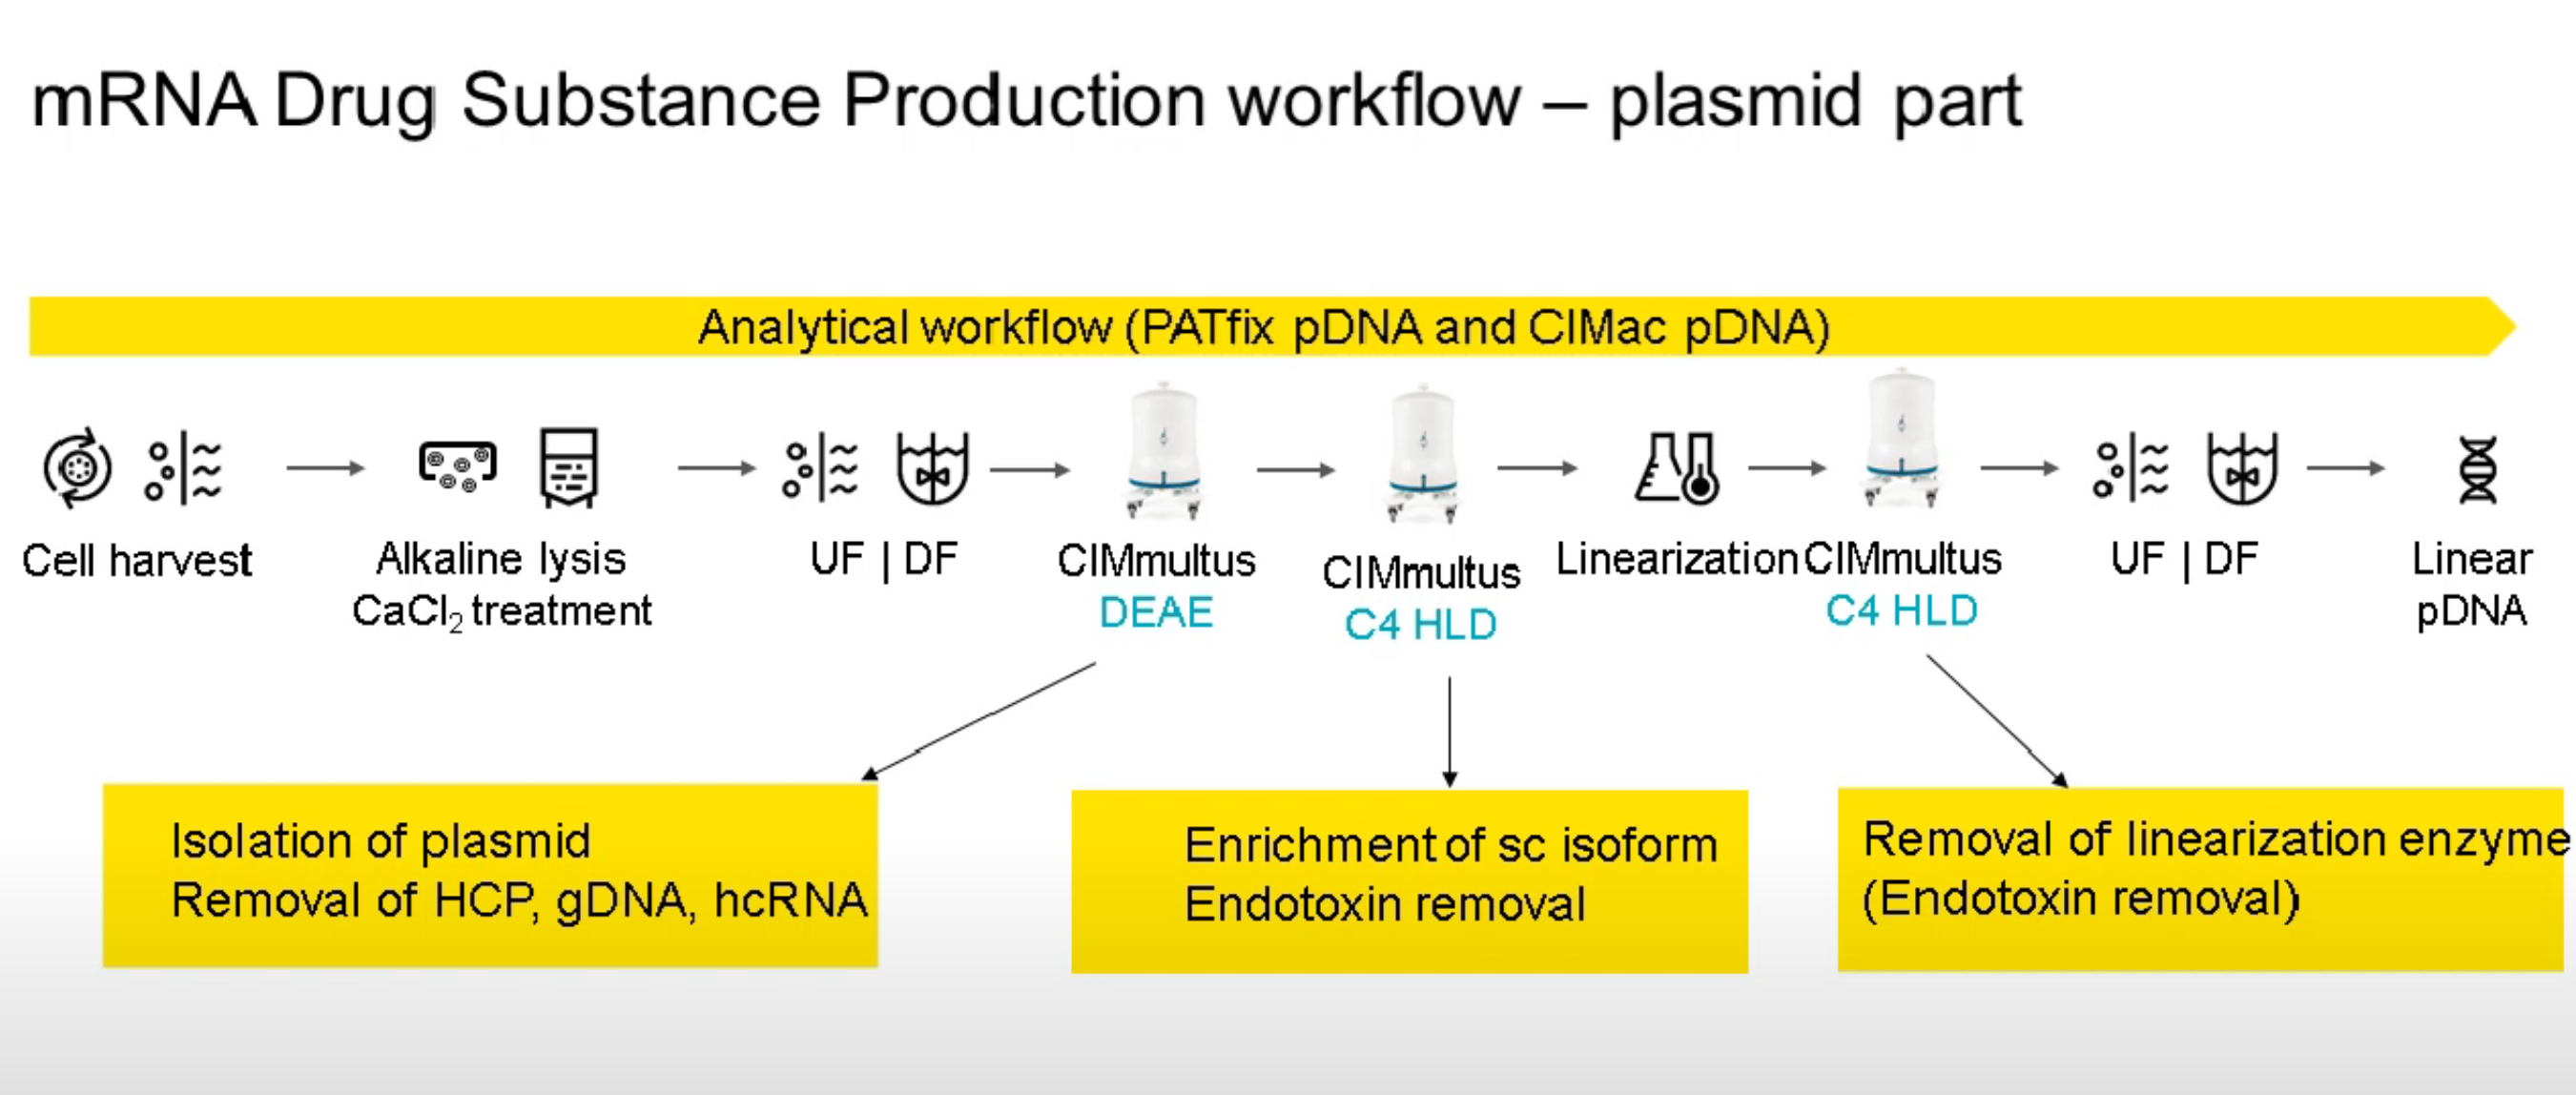 mRNA Drug Substance Production workflow – plasmid part
Analytical workflow (PATfix pDNA and CIMac pDNA)
Cell harvest
Alkaline lysis
CaCl₂ treatment
UF | DF
CIMmultus
DEAE
CIMmultus
C4 HLD
Linearization
CIMmultus
C4 HLD
UF | DF
Linear
pDNA
Isolation of plasmid
Removal of HCP, gDNA, hcRNA
Enrichment of sc isoform
Endotoxin removal
Removal of linearization enzyme
(Endotoxin removal)